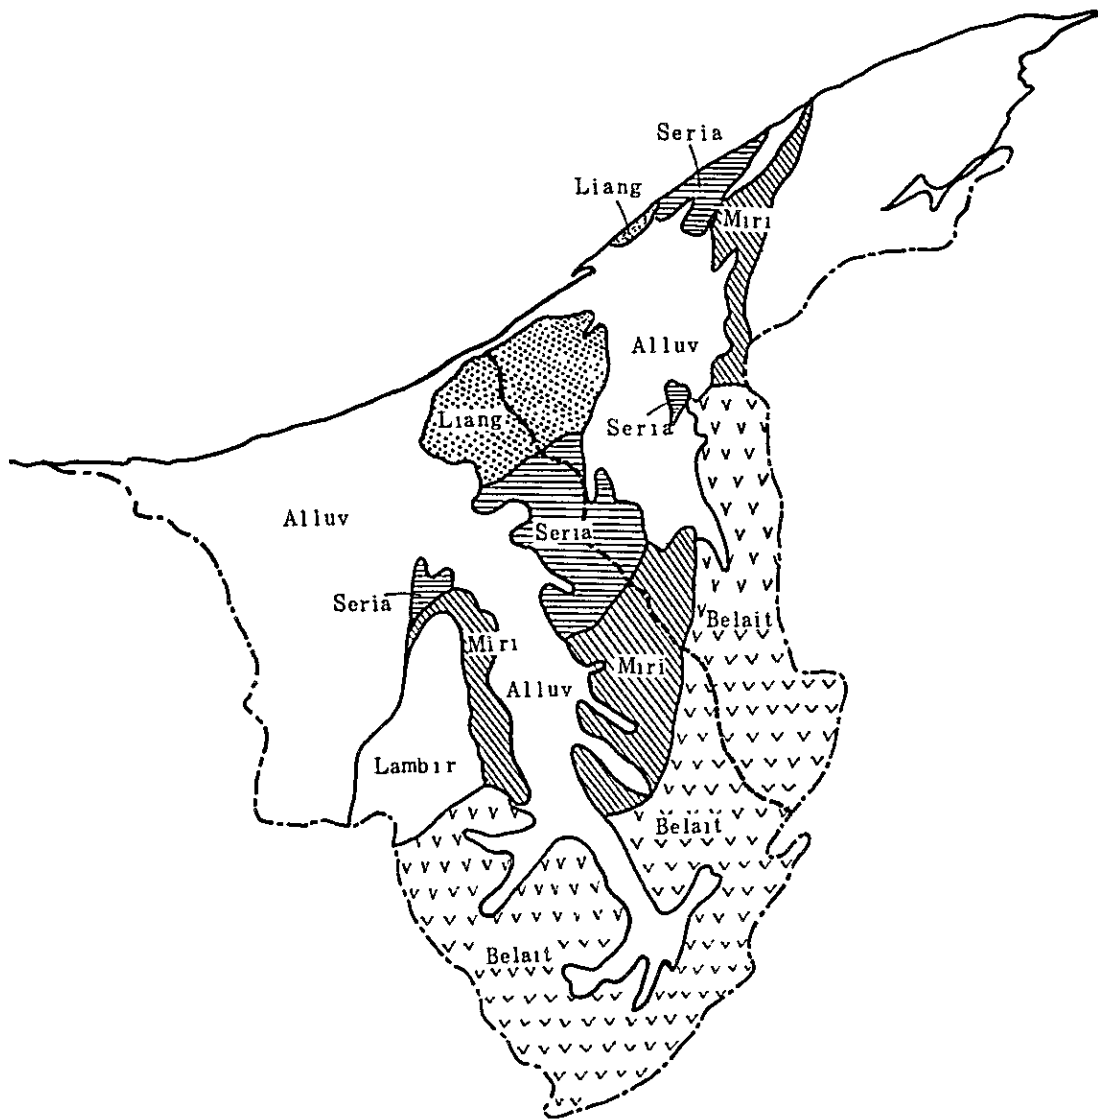 Seria
Liang
Miri
Alluv
Liang
Seria
Alluv
Seria
Seria
Belait
Miri
Miri
Alluv
Lambir
Belait
Belait